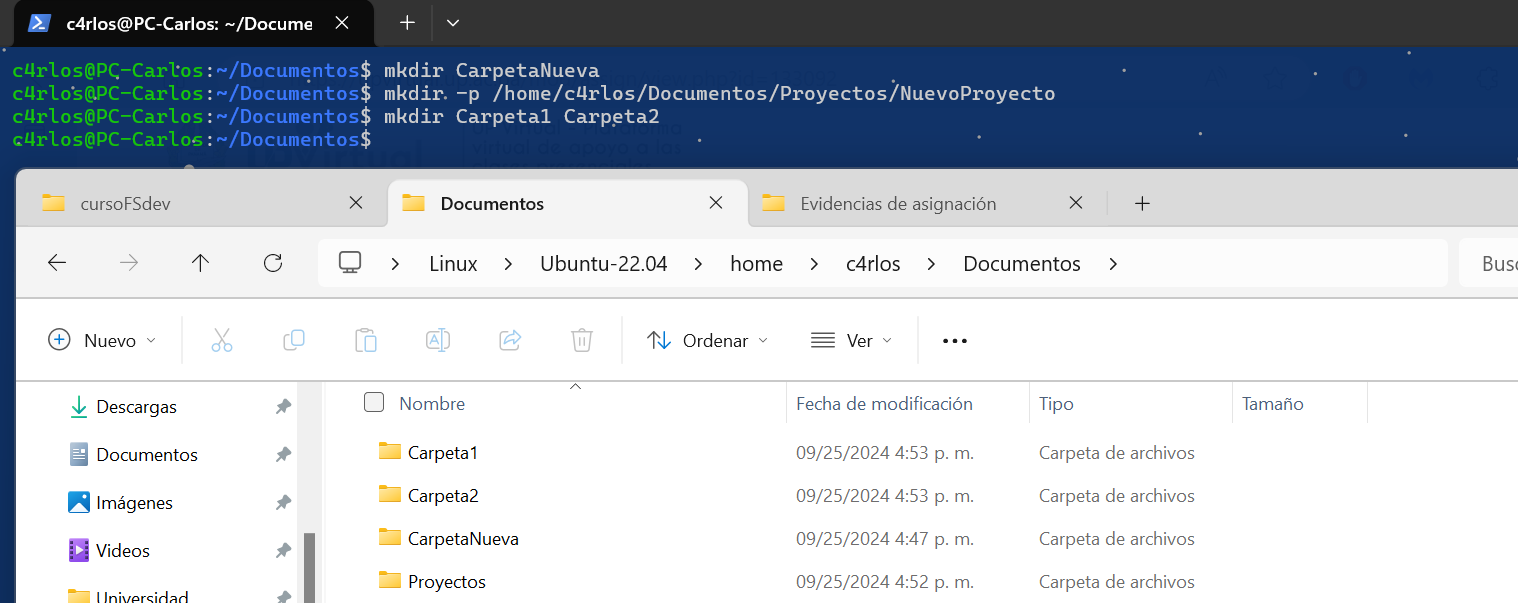 c4rlos@PC-Carlos: ~/Docume
c4rlos@PC-Carlos:~/Documentos$ mkdir CarpetaNueva
c4rlos@PC-Carlos:~/Documentos$ mkdir -p /home/c4rlos/Documentos/Proyectos/NuevoProyecto
c4rlos@PC-Carlos:~/Documentos$ mkdir Carpeta1 Carpeta2
c4rlos@PC-Carlos:~/Documentos$
virtual de apoyo a las
cursoFSdev Documentos Evidencias de asignación
Linux > Ubuntu-22.04 > home > c4rlos > Documentos >
Busc
Nuevo Ordenar Ver
Nombre Fecha de modificación Tipo Tamaño
Descargas
Documentos
Imágenes
Videos
Universidad
Carpeta1 09/25/2024 4:53 p. m. Carpeta de archivos
Carpeta2 09/25/2024 4:53 p. m. Carpeta de archivos
CarpetaNueva 09/25/2024 4:47 p. m. Carpeta de archivos
Proyectos 09/25/2024 4:52 p. m. Carpeta de archivos